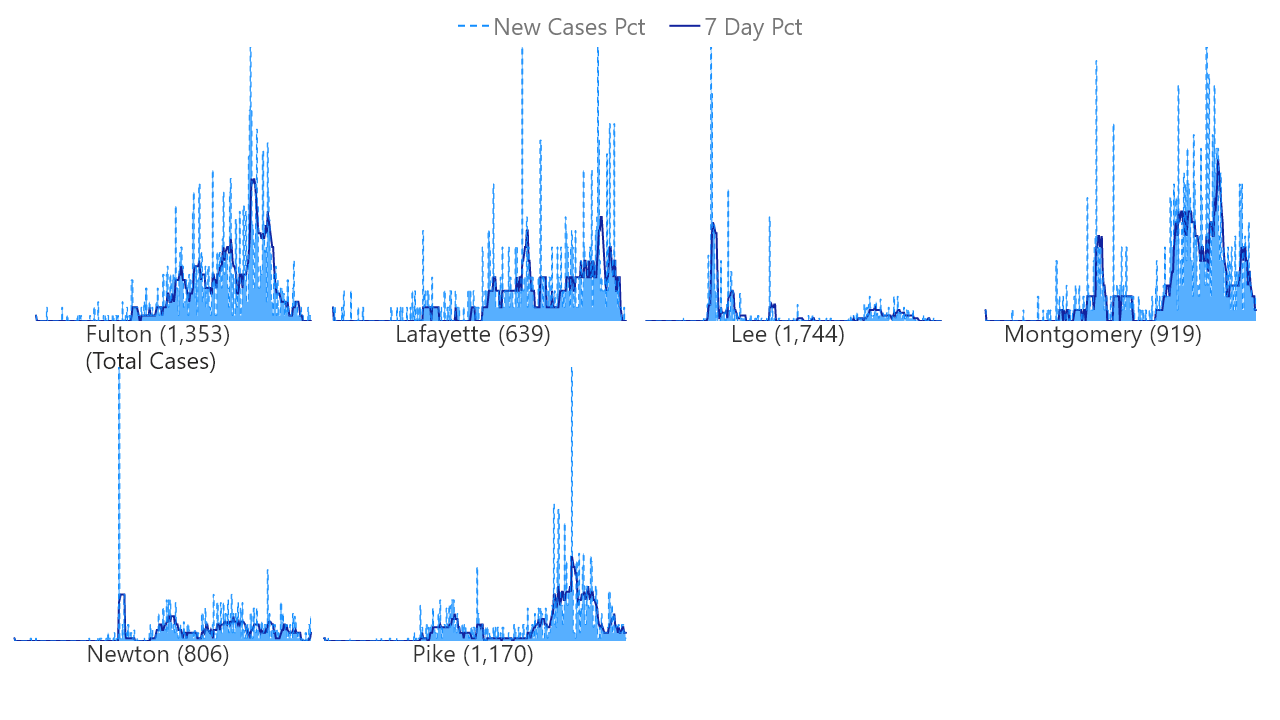 New Cases Pct 7 Day Pct
Fulton (1,353)
(Total Cases)
Lafayette (639)
Lee (1,744)
Montgomery (919)
Newton (806)
Pike (1,170)